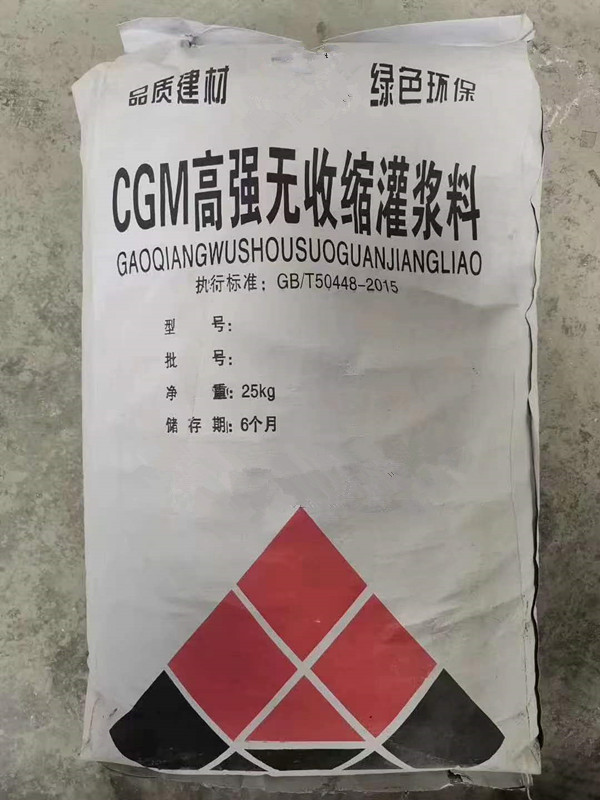 品质建材 绿色环保
CGM高强无收缩灌浆料
GAOQIANGWUSHOUSUOGUANJIANGLIAO
执行标准：GB/T50448-2015
型 号：
批 号：
净 重：25kg
储 存 期：6个月